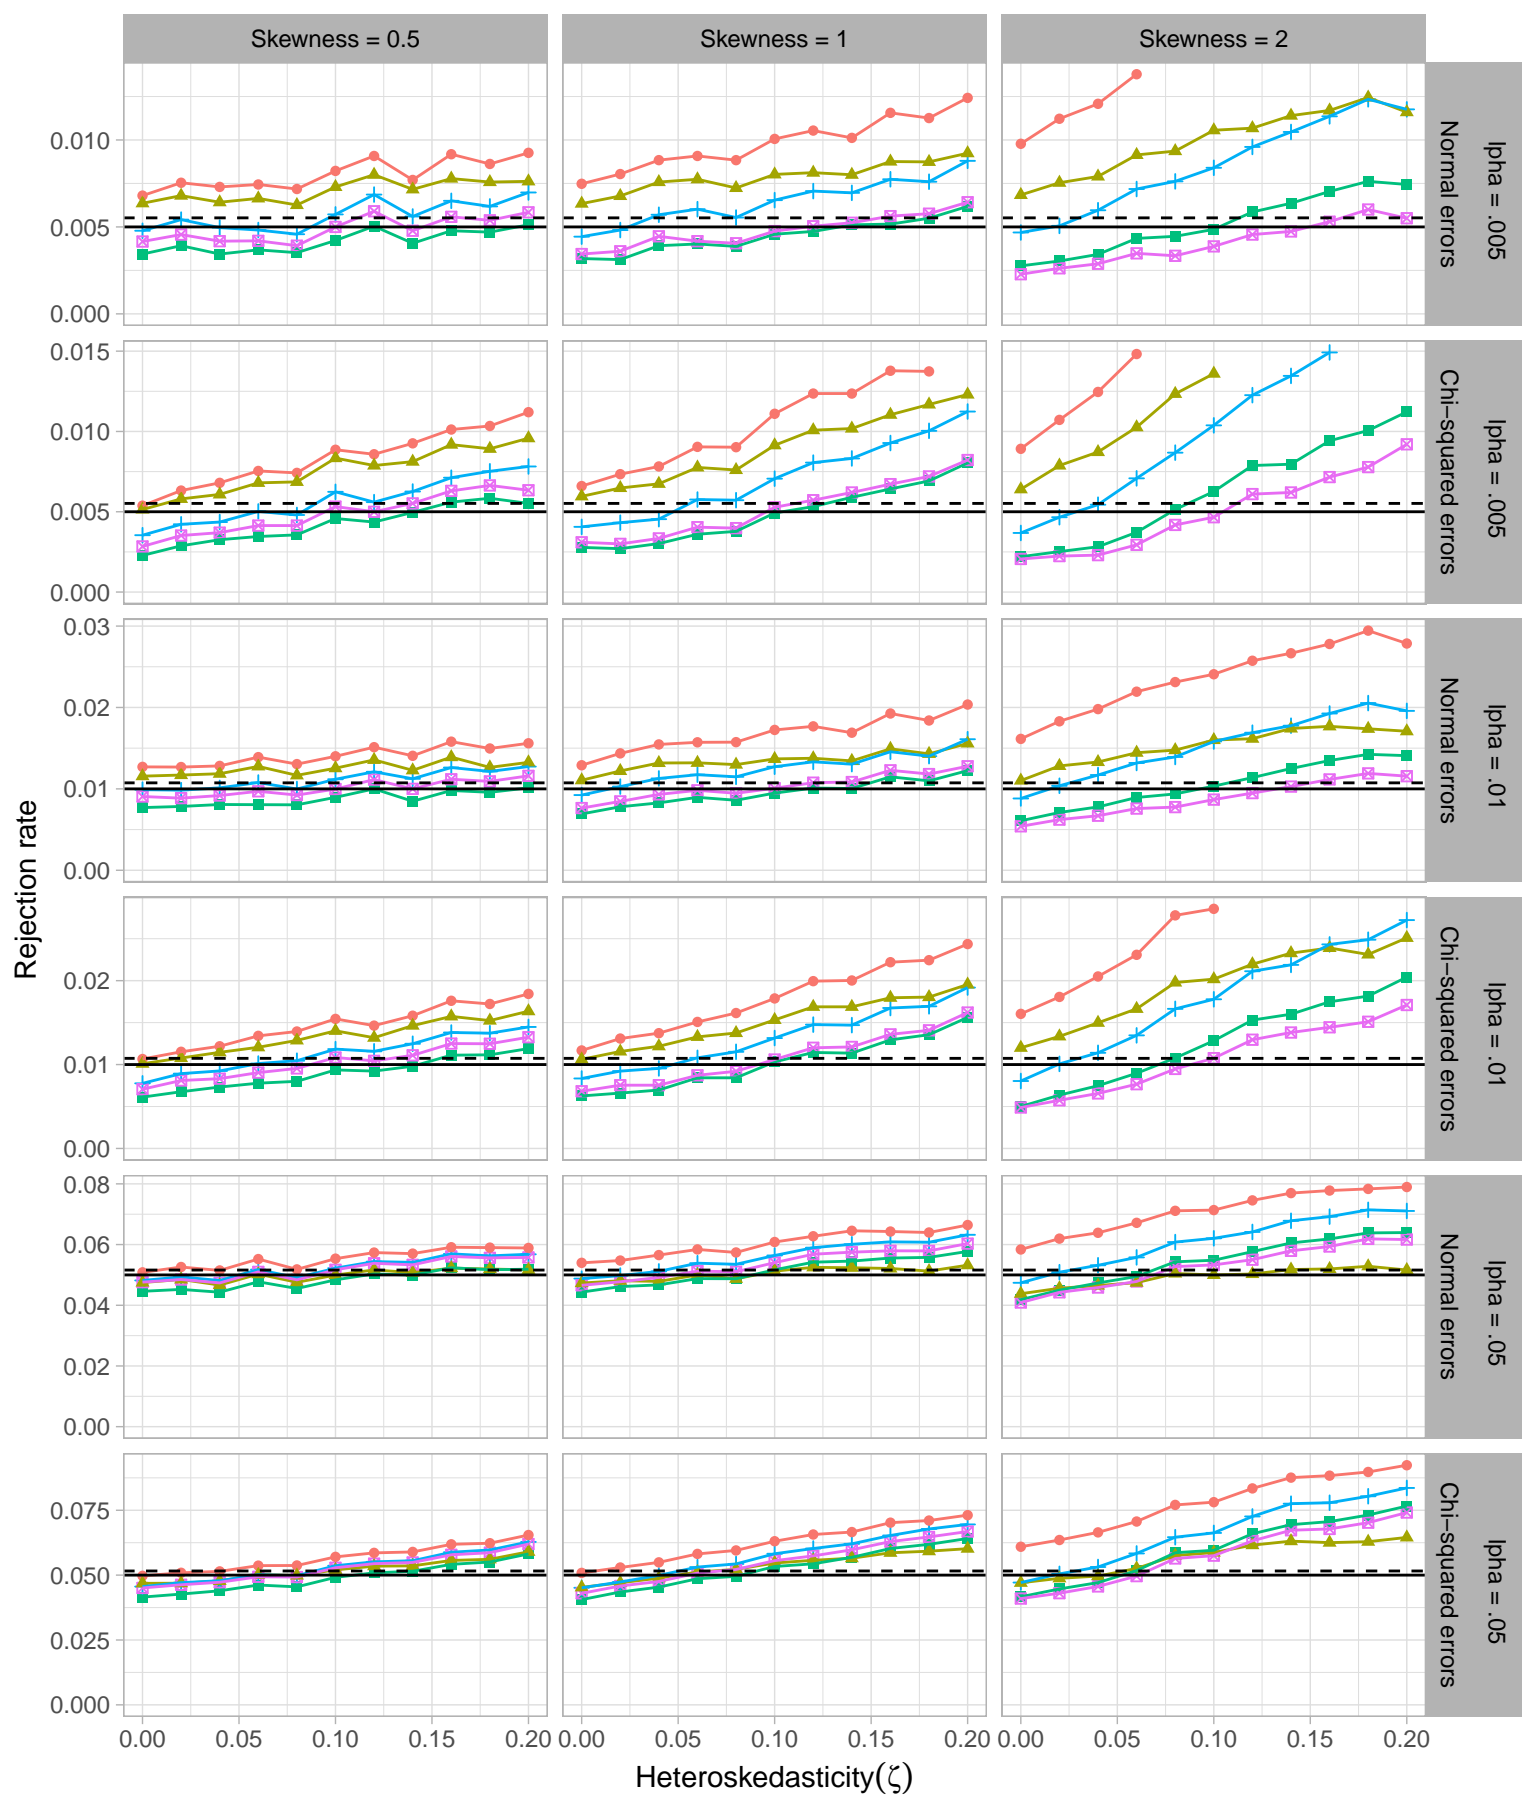 Skewness = 0.5
Skewness = 1
Skewness = 2
0.010
0.005
0.000
lpha = .005
Normal errors
0.015
0.010
0.005
0.000
lpha = .005
Chi−squared errors
0.03
0.02
0.01
0.00
lpha = .01
Normal errors
0.02
0.01
0.00
lpha = .01
Chi−squared errors
0.08
0.06
0.04
0.02
0.00
lpha = .05
Normal errors
0.075
0.050
0.025
0.000
lpha = .05
Chi−squared errors
Rejection rate
0.00 0.05 0.10 0.15 0.20 0.00 0.05 0.10 0.15 0.20 0.00 0.05 0.10 0.15 0.20
Heteroskedasticity(ζ)